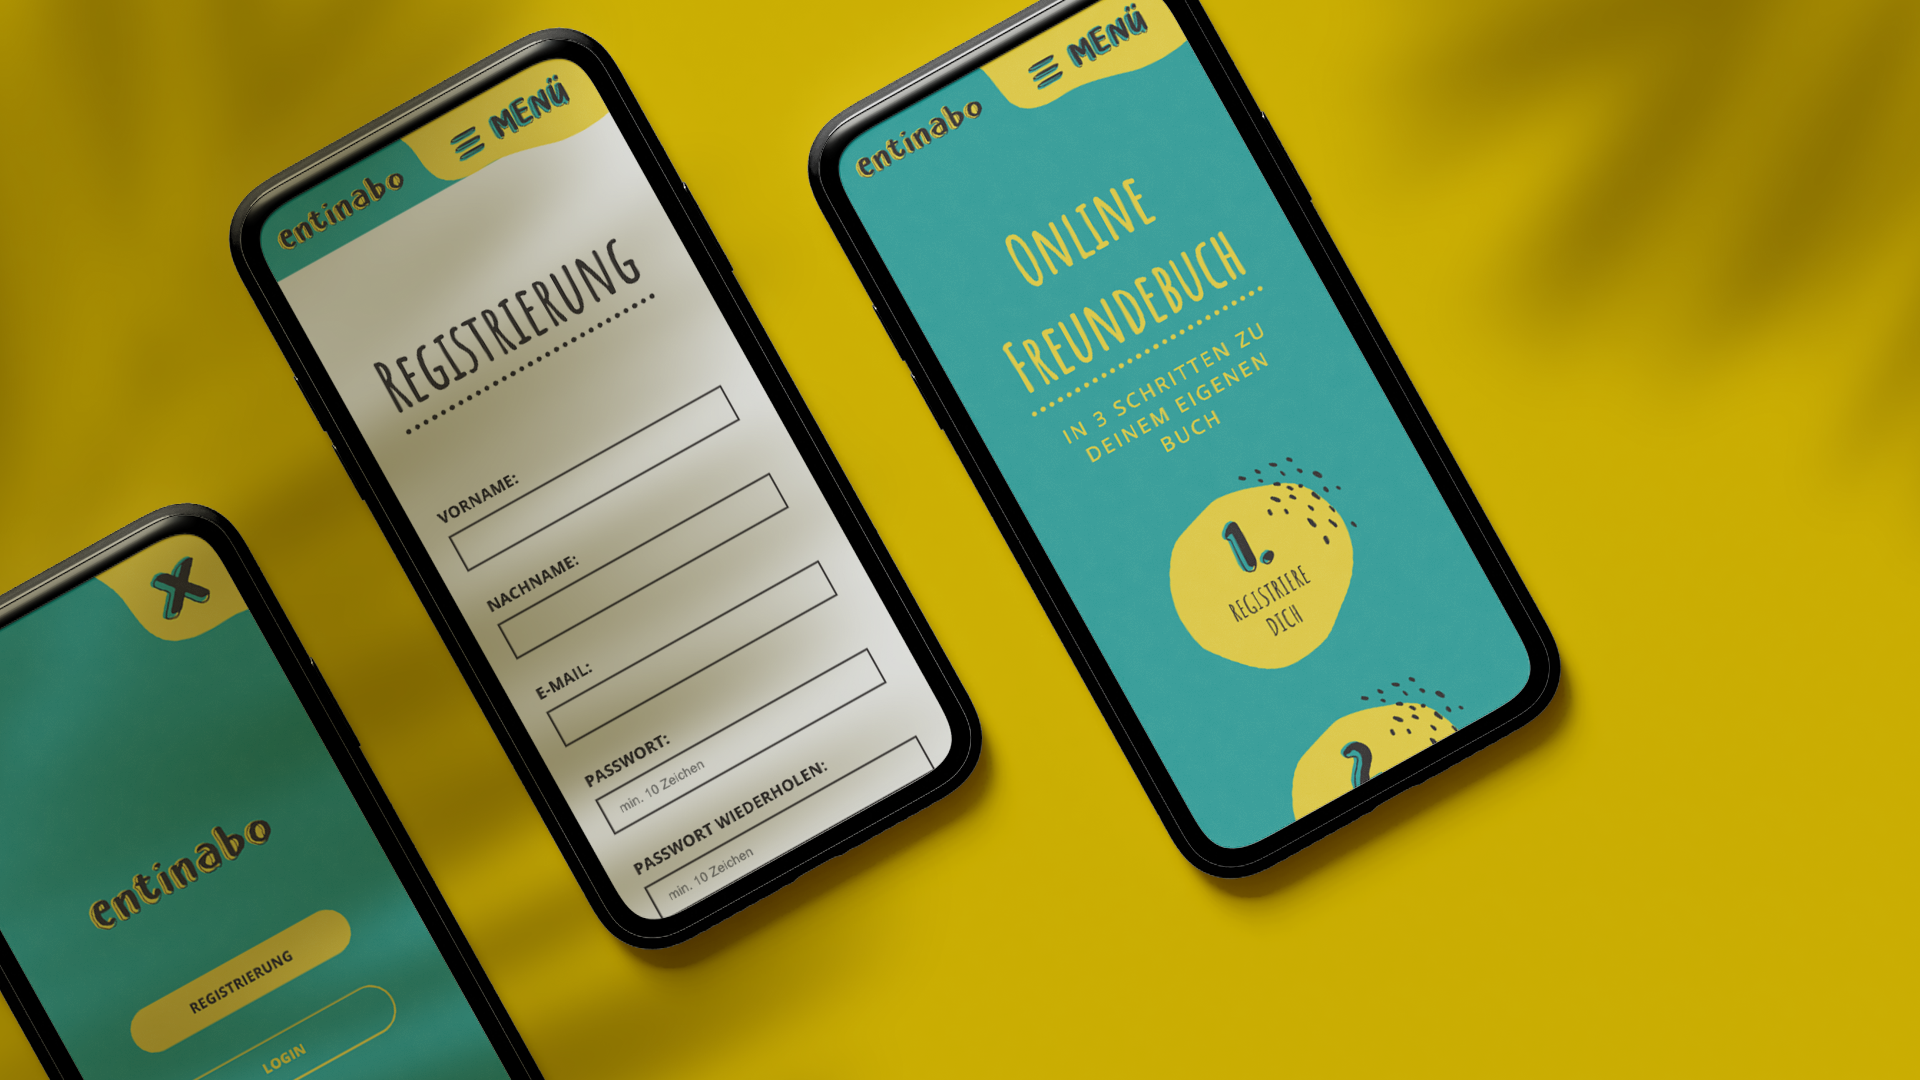 X
entinabo
REGISTRIERUNG
LOGIN
entinabo
MENÜ
REGISTRIERUNG
VORNAME:
NACHNAME:
E-MAIL:
PASSWORT:
min. 10 Zeichen
PASSWORT WIEDERHOLEN:
min. 10 Zeichen
entinabo
MENÜ
ONLINE
FREUNDEBUCH
IN 3 SCHRITTEN ZU
DEINEM EIGENEN
BUCH
1.
REGISTRIERE
DICH
2